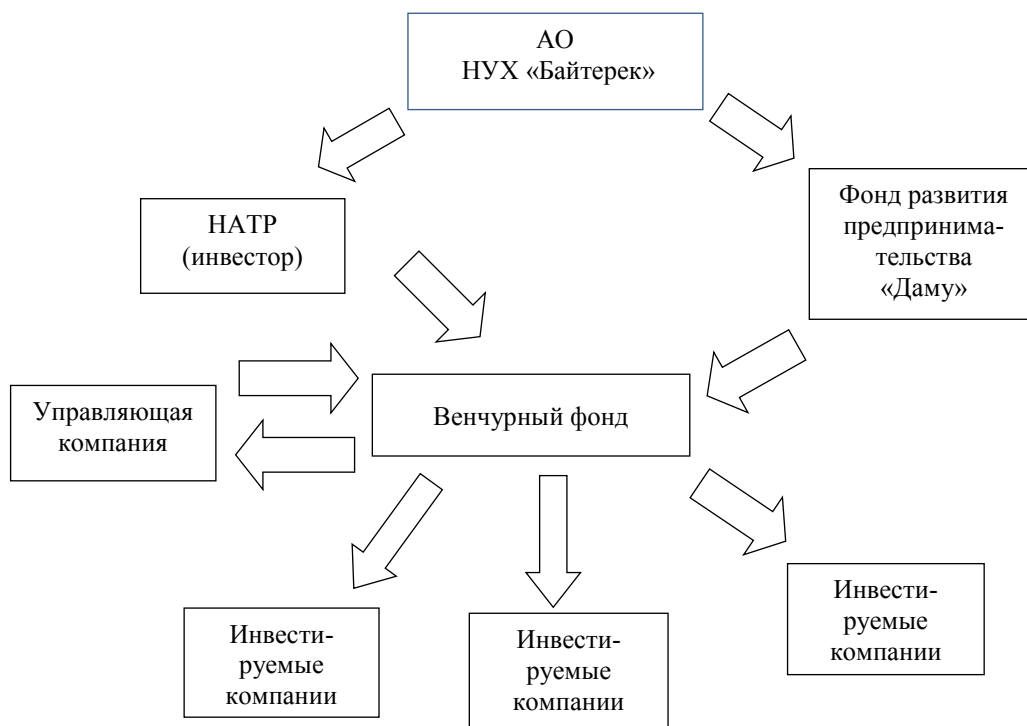 АО
НУХ «Байтерек»
НАТР
(инвестор)
Фонд развития
предпринима-
тельства
«Даму»
Управляющая
компания
Венчурный фонд
Инвести-
руемые
компании
Инвести-
руемые
компании
Инвести-
руемые
компании